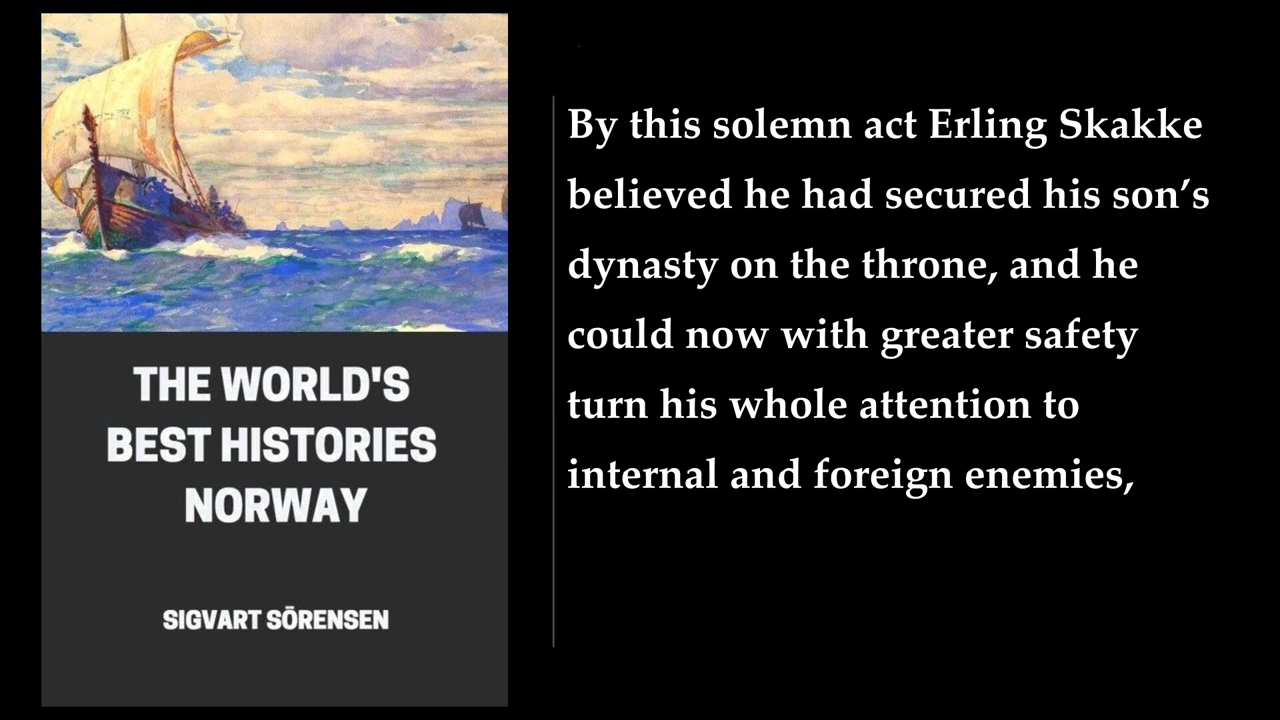 THE WORLD'S
BEST HISTORIES
NORWAY
SIGVART SÖRENSEN
By this solemn act Erling Skakke
believed he had secured his son’s
dynasty on the throne, and he
could now with greater safety
turn his whole attention to
internal and foreign enemies,